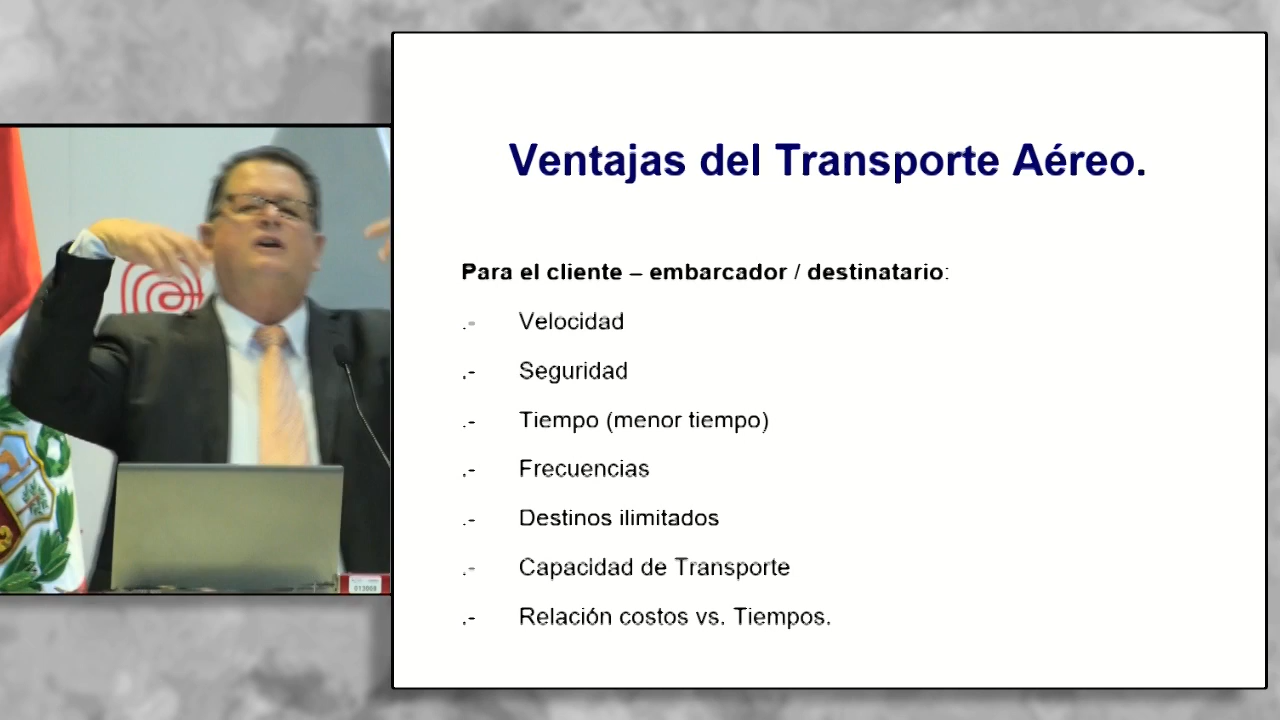 Ventajas del Transporte Aéreo.
Para el cliente – embarcador / destinatario:
.- Velocidad
.- Seguridad
.- Tiempo (menor tiempo)
.- Frecuencias
.- Destinos ilimitados
.- Capacidad de Transporte
.- Relación costos vs. Tiempos.